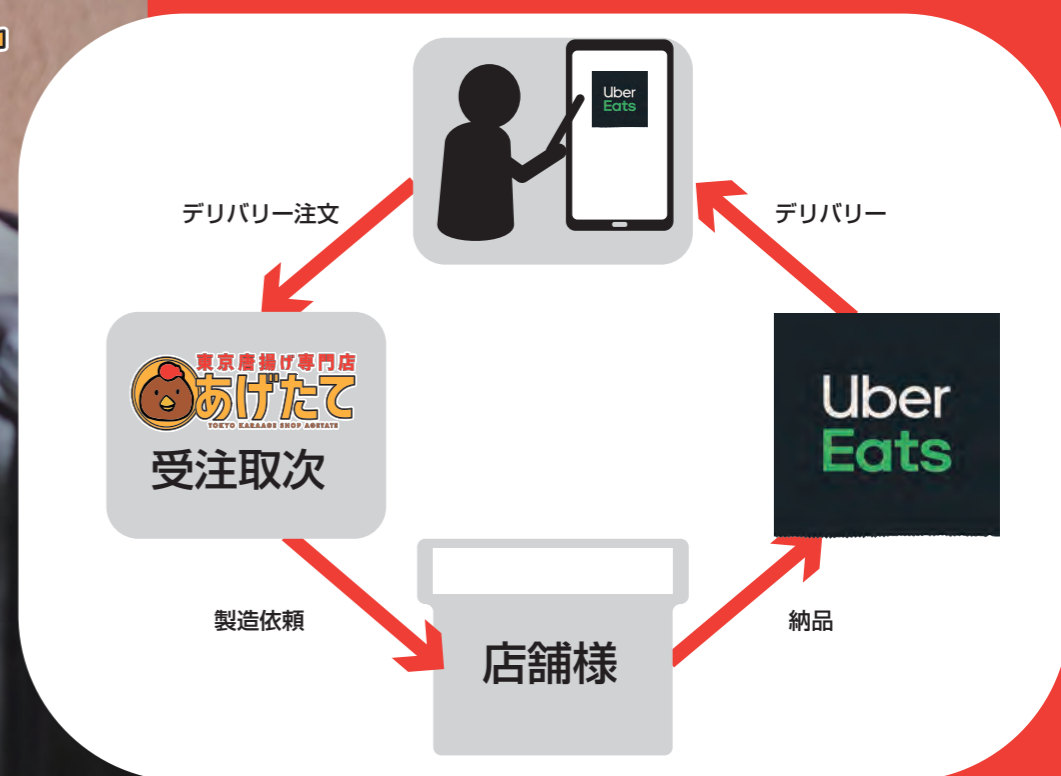 Uber
Eats
デリバリー注文
デリバリー
東京唐揚げ専門店
あげたて
TOKYO KARAAGE SHOP AGETATE
受注取次
Uber
Eats
製造依頼
納品
店舗様